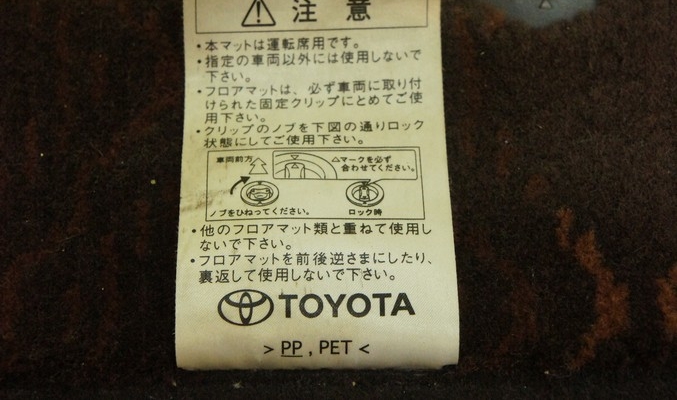 注意
・本マットは運転席用です。
・指定の車両以外には使用しないで
下さい。
・フロアマットは、必ず車両に取り付
けられた固定クリップにとめてご使
用下さい。
・クリップのノブを下図の通りロック
状態にしてご使用下さい。
車両前方
△マークを必ず
合わせてください。
ノブをひねってください。
ロック時
・他のフロアマット類と重ねて使用し
ないで下さい。
・フロアマットを前後逆さまにしたり、
裏返して使用しないで下さい。
TOYOTA
> PP , PET <